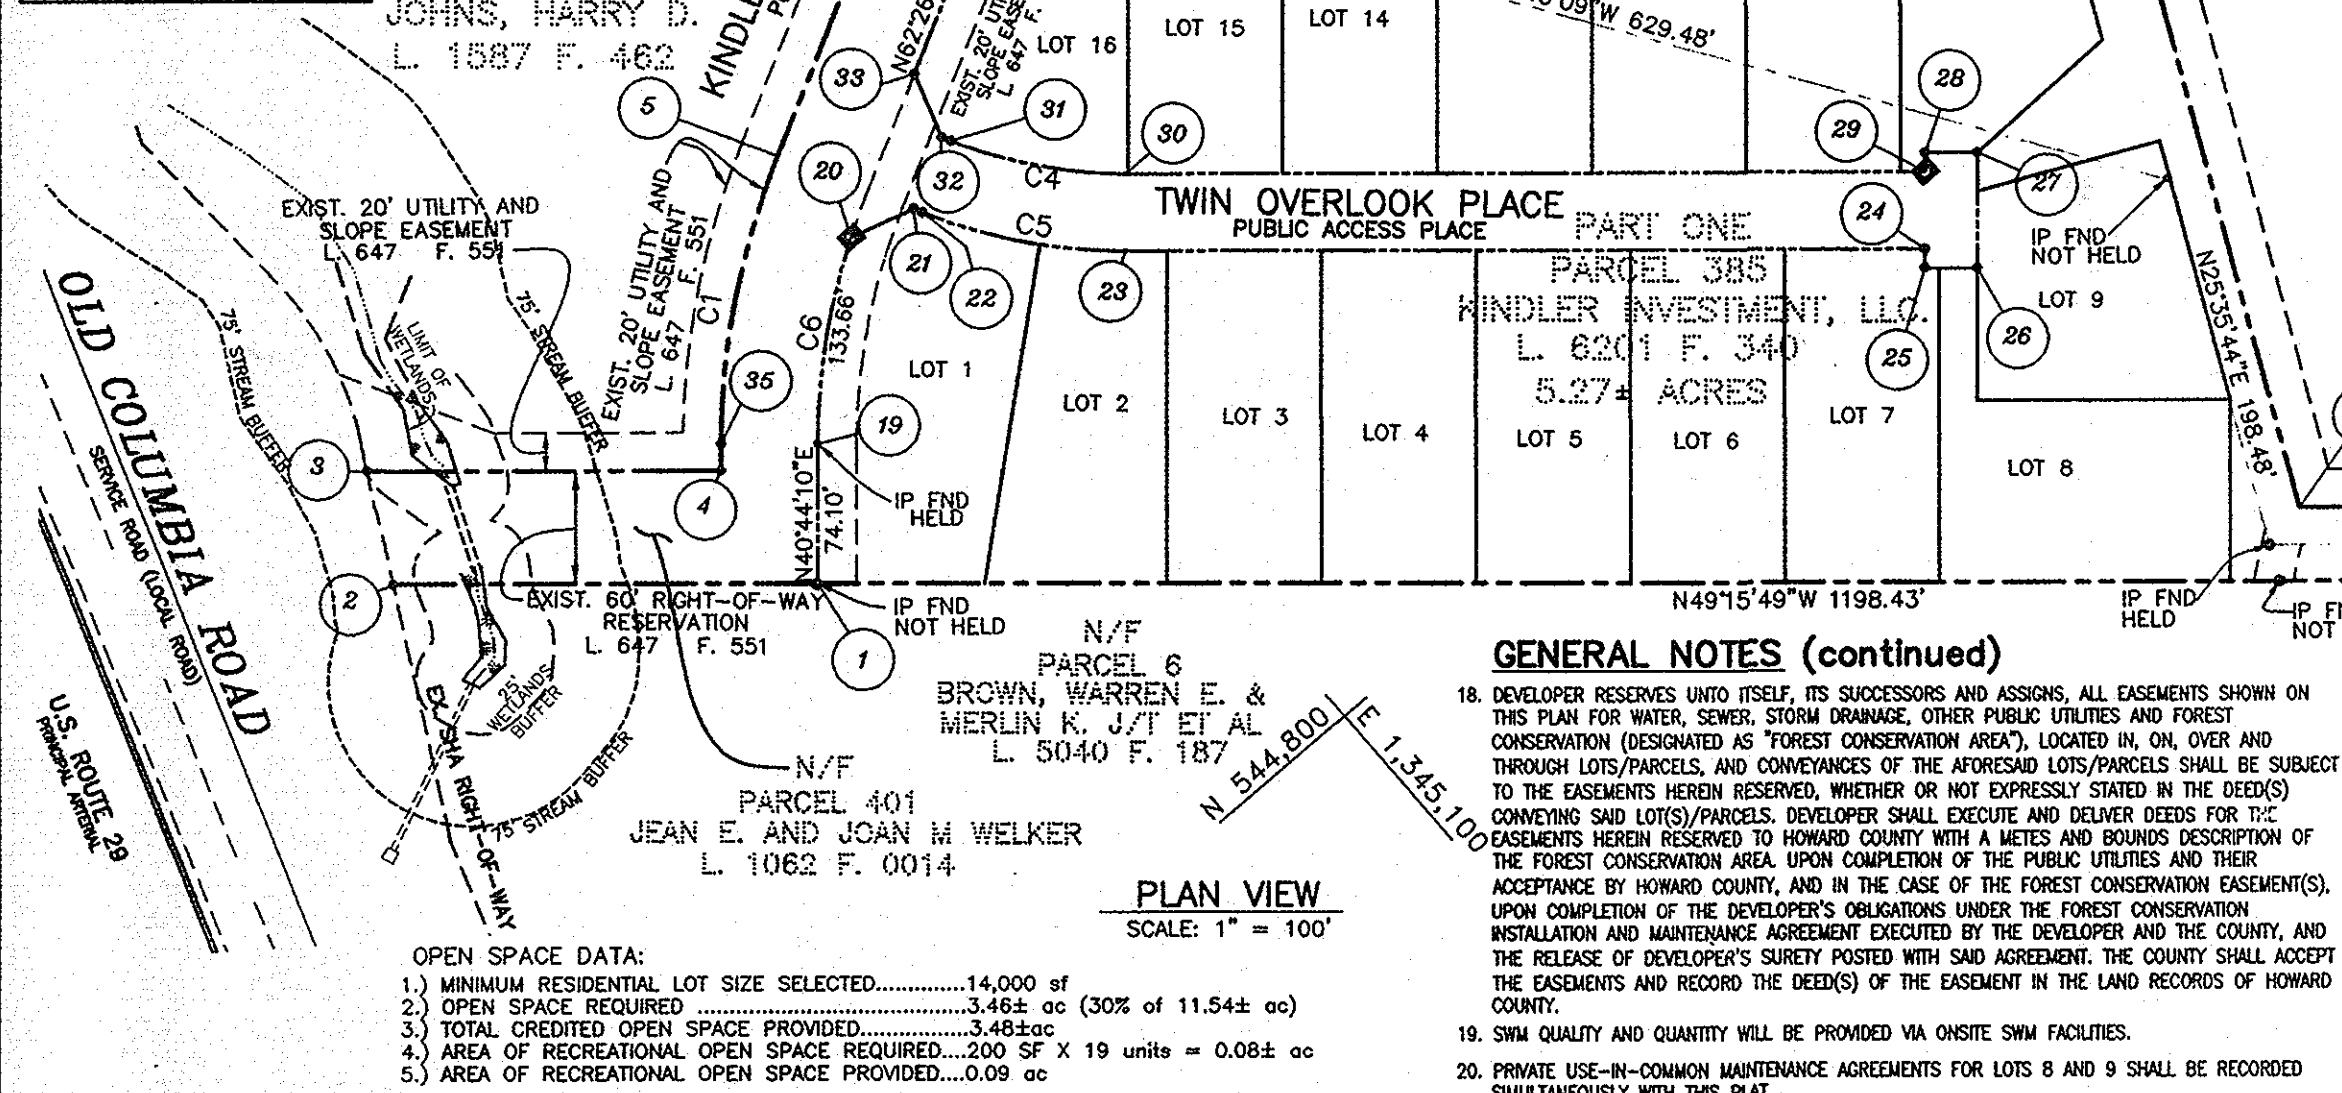 JOHNS, HARRY D.
L. 1587 F. 462
KINDLE
N62°26
EXIST. 20' UTI
SLOPE EASE
L. 647 F.
LOT 16
LOT 15
LOT 14
09"W 629.48'
33
5
31
30
28
29
20
32
C4
27
TWIN OVERLOOK PLACE
PUBLIC ACCESS PLACE
24
EXIST. 20' UTILITY AND
SLOPE EASEMENT
L. 647 F. 551
EXIST. 20' UTILITY AND
SLOPE EASEMENT
L. 647 F. 551
C1
C5
21
22
23
PART ONE
PARCEL 385
KINDLER INVESTMENT, LLC.
L. 6201 F. 340
5.27± ACRES
IP FND
NOT HELD
LOT 9
N25°35'44"E 198.48'
25
26
OLD COLUMBIA ROAD
SERVICE ROAD (LOCAL ROAD)
U.S. ROUTE 29
PRINCIPAL ARTERIAL
75' STREAM BUFFER
LIMIT OF
WETLANDS
75' STREAM BUFFER
C6
133.66'
35
19
LOT 1
LOT 2
LOT 3
LOT 4
LOT 5
LOT 6
LOT 7
LOT 8
3
4
N40°44'10"E
74.10'
IP FND
HELD
2
EXIST. 60' RIGHT-OF-WAY
RESERVATION
L. 647 F. 551
IP FND
NOT HELD
1
N49°15'49"W 1198.43'
IP FND
HELD
NOT
25'
WETLANDS
BUFFER
EX. SHA RIGHT-OF-WAY
75' STREAM BUFFER
N/F
PARCEL 6
BROWN, WARREN E. &
MERLIN K. J/T ET AL
L. 5040 F. 187
N/F
PARCEL 401
JEAN E. AND JOAN M WELKER
L. 1062 F. 0014
N 544,800
E 1,345,100
PLAN VIEW
SCALE: 1" = 100'
OPEN SPACE DATA:
1.) MINIMUM RESIDENTIAL LOT SIZE SELECTED..............14,000 sf
2.) OPEN SPACE REQUIRED ........................................3.46± ac (30% of 11.54± ac)
3.) TOTAL CREDITED OPEN SPACE PROVIDED.................3.48±ac
4.) AREA OF RECREATIONAL OPEN SPACE REQUIRED....200 SF X 19 units = 0.08± ac
5.) AREA OF RECREATIONAL OPEN SPACE PROVIDED....0.09 ac
GENERAL NOTES (continued)
18. DEVELOPER RESERVES UNTO ITSELF, ITS SUCCESSORS AND ASSIGNS, ALL EASEMENTS SHOWN ON
THIS PLAN FOR WATER, SEWER, STORM DRAINAGE, OTHER PUBLIC UTILITIES AND FOREST
CONSERVATION (DESIGNATED AS "FOREST CONSERVATION AREA"), LOCATED IN, ON, OVER AND
THROUGH LOTS/PARCELS, AND CONVEYANCES OF THE AFORESAID LOTS/PARCELS SHALL BE SUBJECT
TO THE EASEMENTS HEREIN RESERVED, WHETHER OR NOT EXPRESSLY STATED IN THE DEED(S)
CONVEYING SAID LOT(S)/PARCELS. DEVELOPER SHALL EXECUTE AND DELIVER DEEDS FOR THE
EASEMENTS HEREIN RESERVED TO HOWARD COUNTY WITH A METES AND BOUNDS DESCRIPTION OF
THE FOREST CONSERVATION AREA. UPON COMPLETION OF THE PUBLIC UTILITIES AND THEIR
ACCEPTANCE BY HOWARD COUNTY, AND IN THE CASE OF THE FOREST CONSERVATION EASEMENT(S),
UPON COMPLETION OF THE DEVELOPER'S OBLIGATIONS UNDER THE FOREST CONSERVATION
INSTALLATION AND MAINTENANCE AGREEMENT EXECUTED BY THE DEVELOPER AND THE COUNTY, AND
THE RELEASE OF DEVELOPER'S SURETY POSTED WITH SAID AGREEMENT. THE COUNTY SHALL ACCEPT
THE EASEMENTS AND RECORD THE DEED(S) OF THE EASEMENT IN THE LAND RECORDS OF HOWARD
COUNTY.
19. SWM QUALITY AND QUANTITY WILL BE PROVIDED VIA ONSITE SWM FACILITIES.
20. PRIVATE USE-IN-COMMON MAINTENANCE AGREEMENTS FOR LOTS 8 AND 9 SHALL BE RECORDED
SIMULTANEOUSLY WITH THIS PLAT.